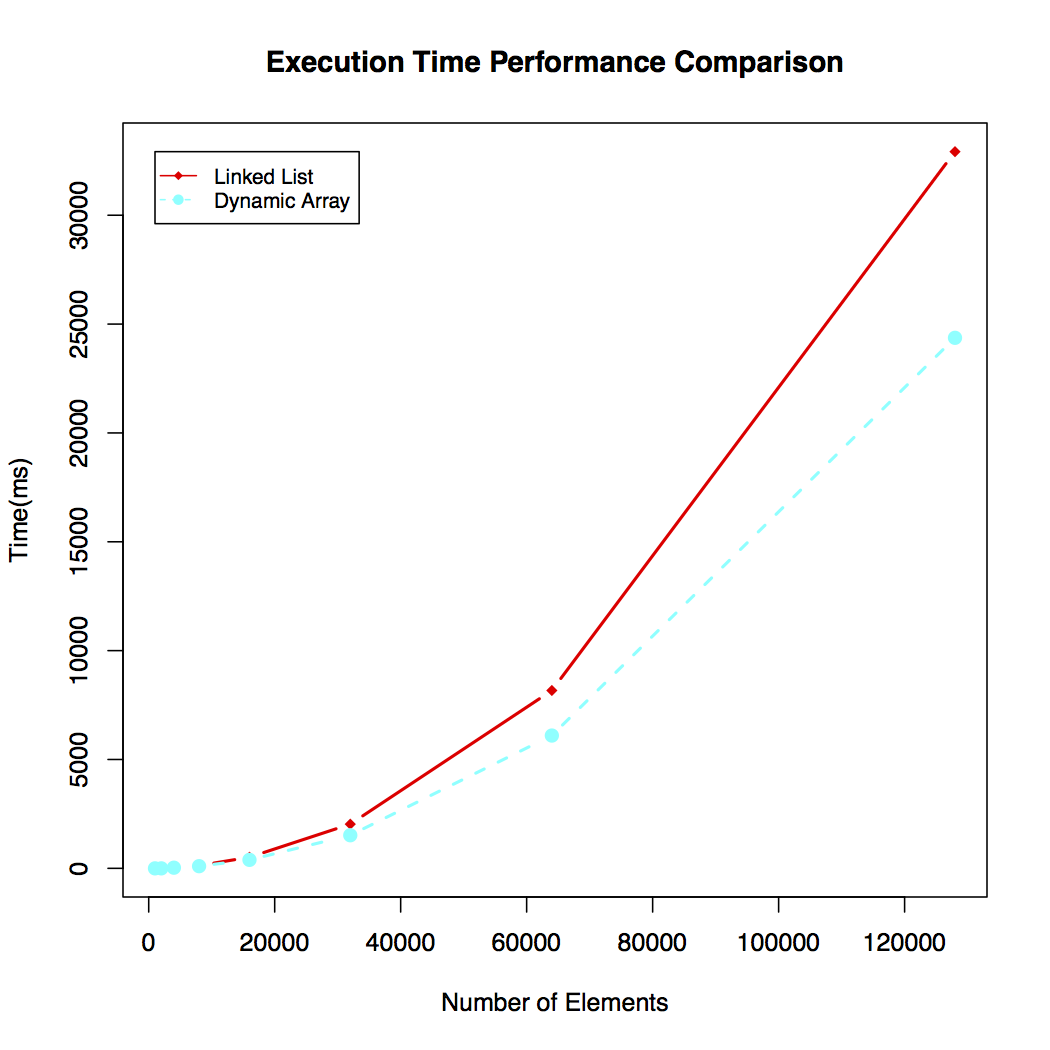 Execution Time Performance Comparison
Linked List
Dynamic Array
Time(ms)
30000
25000
20000
15000
10000
5000
0
0 20000 40000 60000 80000 100000 120000
Number of Elements